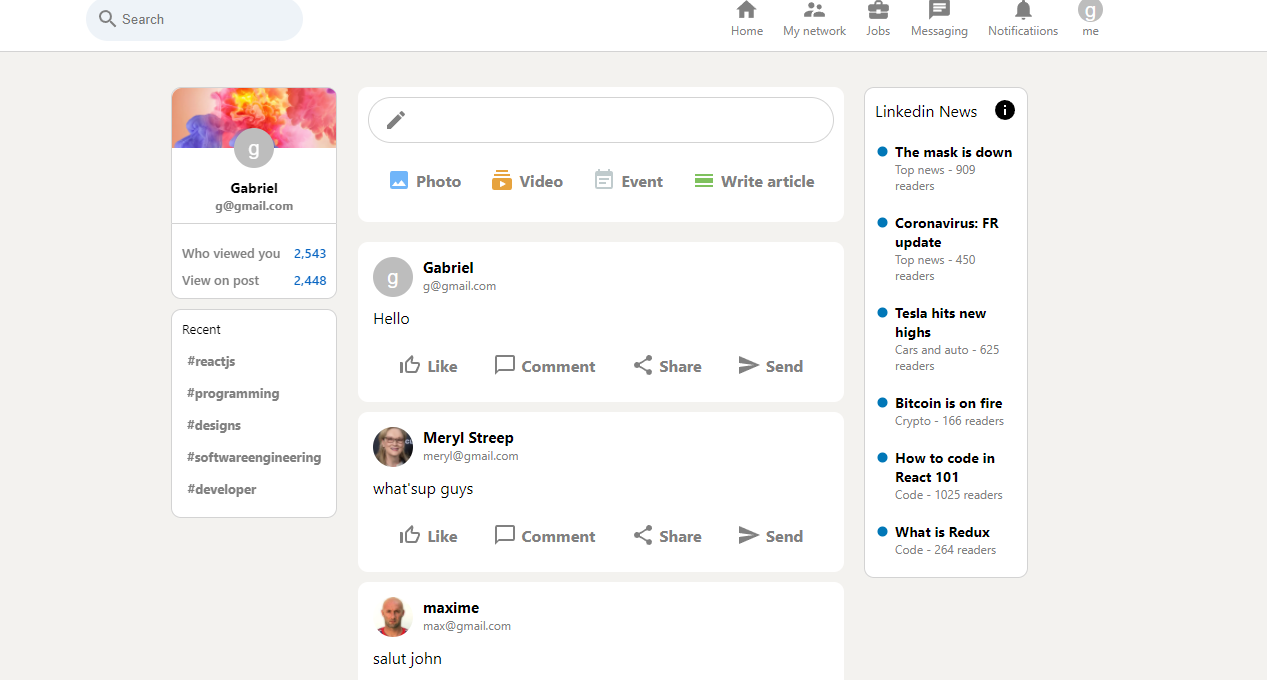 Search
Home
My network
Jobs
Messaging
Notificatiions
g
me
g
Gabriel
g@gmail.com
Who viewed you 2,543
View on post 2,448
Recent
#reactjs
#programming
#designs
#softwareengineering
#developer
Photo
Video
Event
Write article
g
Gabriel
g@gmail.com
Hello
Like
Comment
Share
Send
Meryl Streep
meryl@gmail.com
what'sup guys
Like
Comment
Share
Send
maxime
max@gmail.com
salut john
Linkedin News
The mask is down
Top news - 909
readers
Coronavirus: FR
update
Top news - 450
readers
Tesla hits new
highs
Cars and auto - 625
readers
Bitcoin is on fire
Crypto - 166 readers
How to code in
React 101
Code - 1025 readers
What is Redux
Code - 264 readers